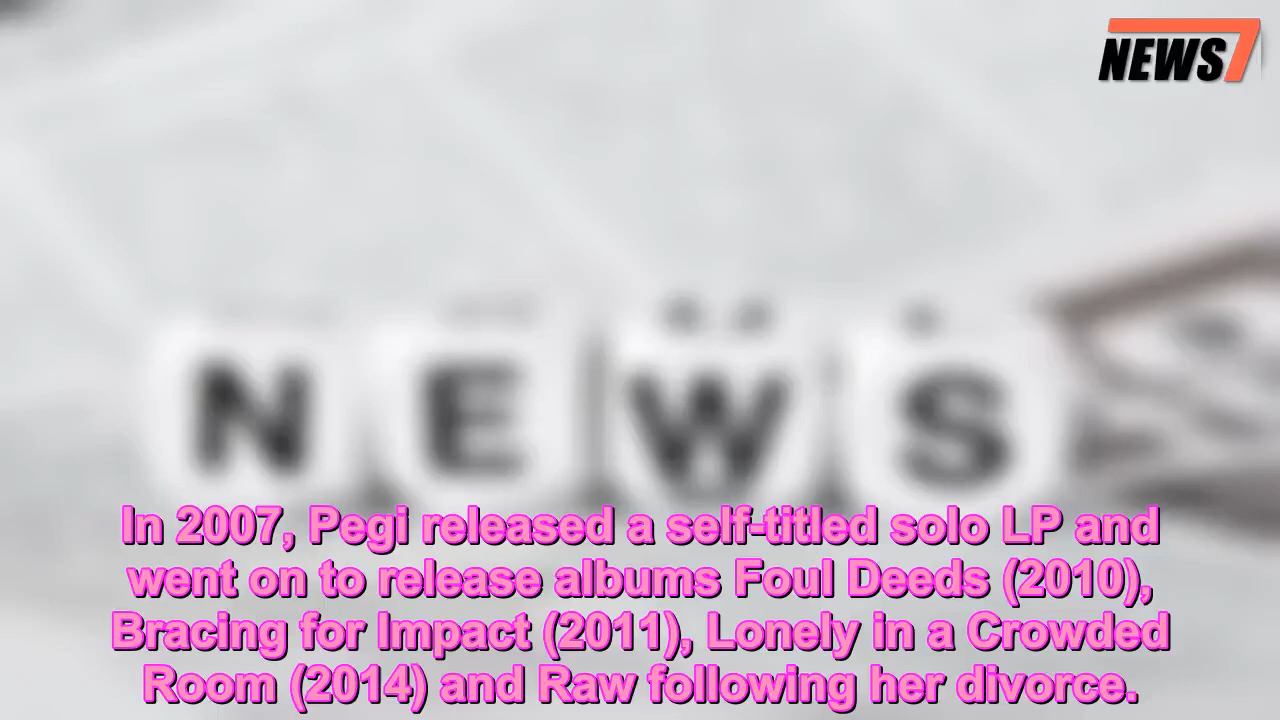 NEWS7
NEWS
In 2007, Pegi released a self-titled solo LP and
went on to release albums Foul Deeds (2010),
Bracing for Impact (2011), Lonely in a Crowded
Room (2014) and Raw following her divorce.